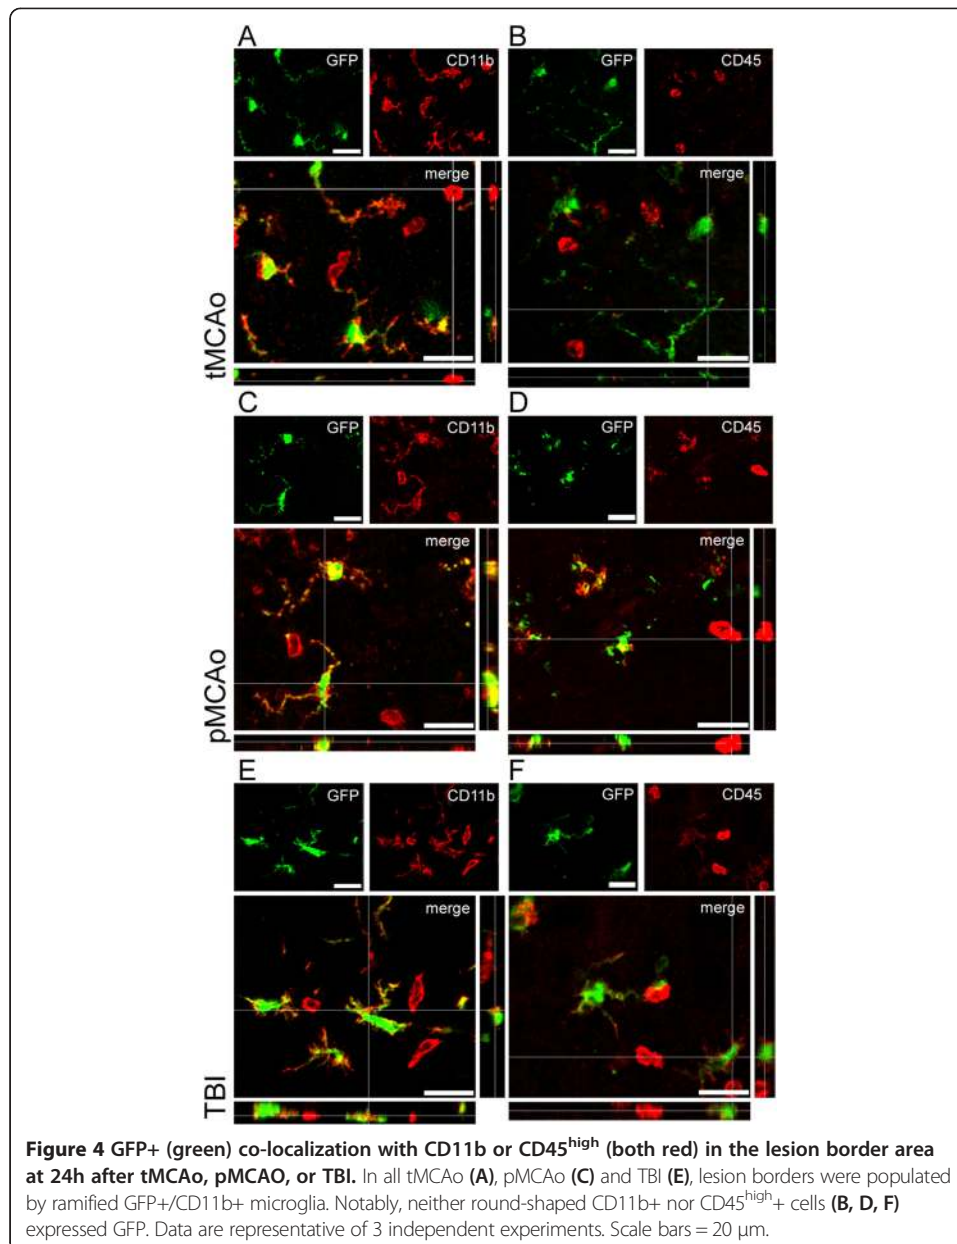 A
B
GFP
CD11b
GFP
CD45
merge
merge
tMCAo
C
D
GFP
CD11b
GFP
CD45
merge
merge
pMCAo
E
F
GFP
CD11b
GFP
CD45
merge
merge
TBI
Figure 4 GFP+ (green) co-localization with CD11b or CD45high (both red) in the lesion border area
at 24h after tMCAo, pMCAO, or TBI. In all tMCAo (A), pMCAo (C) and TBI (E), lesion borders were populated
by ramified GFP+/CD11b+ microglia. Notably, neither round-shaped CD11b+ nor CD45high+ cells (B, D, F)
expressed GFP. Data are representative of 3 independent experiments. Scale bars = 20 μm.